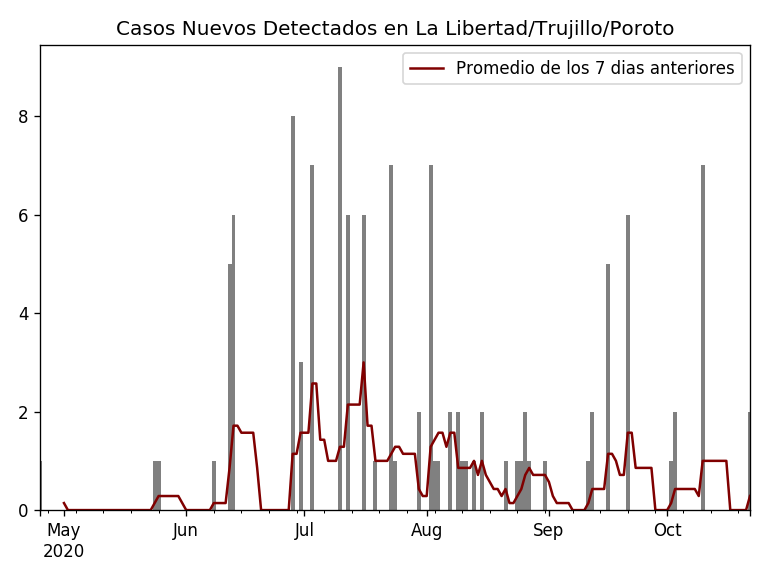 Casos Nuevos Detectados en La Libertad/Trujillo/Poroto
Promedio de los 7 dias anteriores
8
6
4
2
0
May Jun Jul Aug Sep Oct
2020